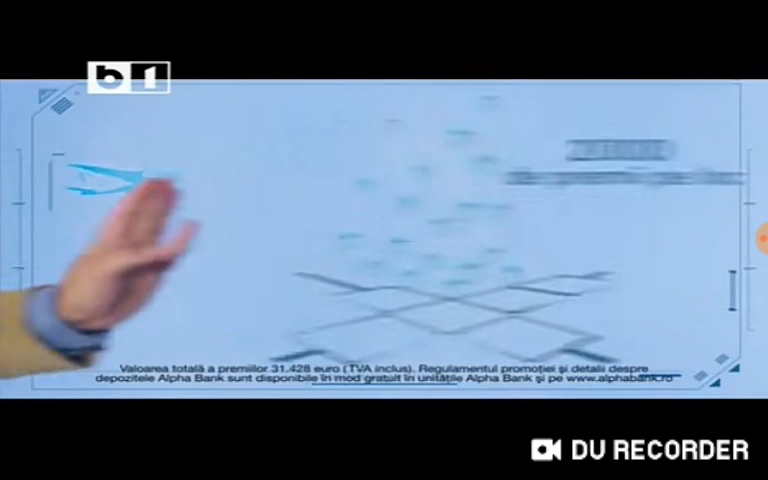 b 1
Valoarea totală a premiilor 31.428 euro (TVA inclus). Regulamentul promoției și detalii despre
depozitele Alpha Bank sunt disponibile în mod gratuit în unitățile Alpha Bank și pe www.alphabank.ro
DU RECORDER